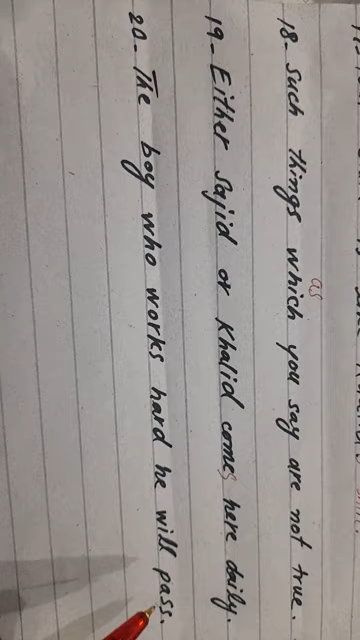 as
18- Such things which you say are not true.
19- Either Sajid or Khalid comes here daily.
20- The boy who works hard he will pass.